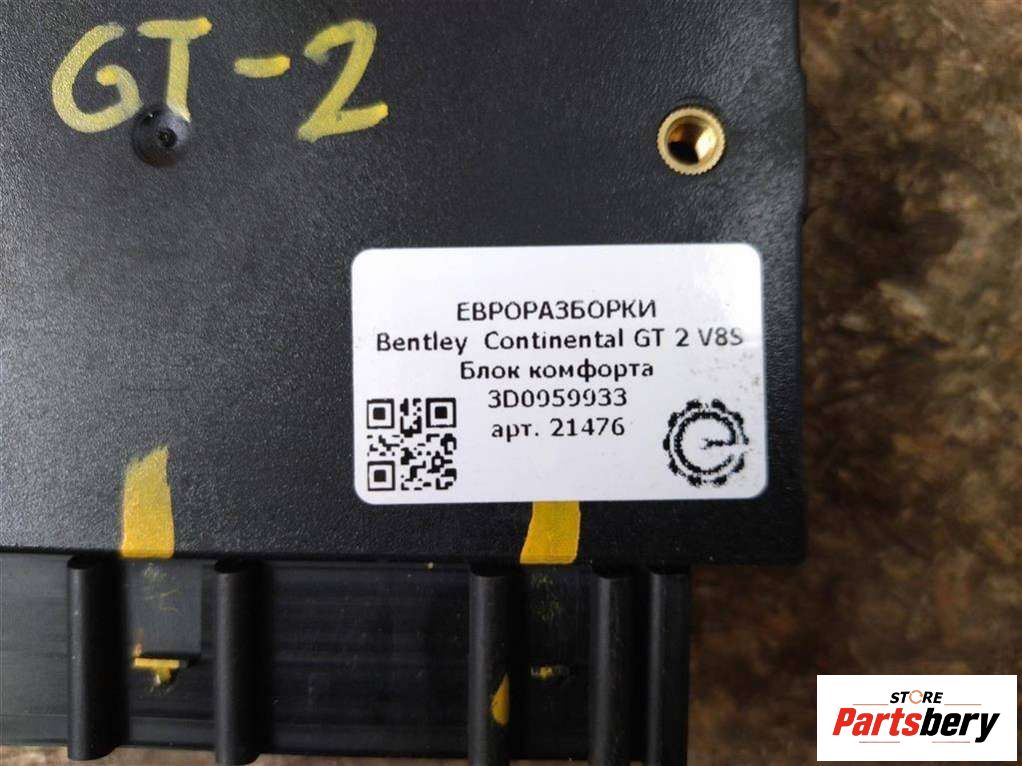 GT-2
ЕВРОРАЗБОРКИ
Bentley Continental GT 2 V8S
Блок комфорта
3D0959933
арт. 21476
STORE
Partsbery